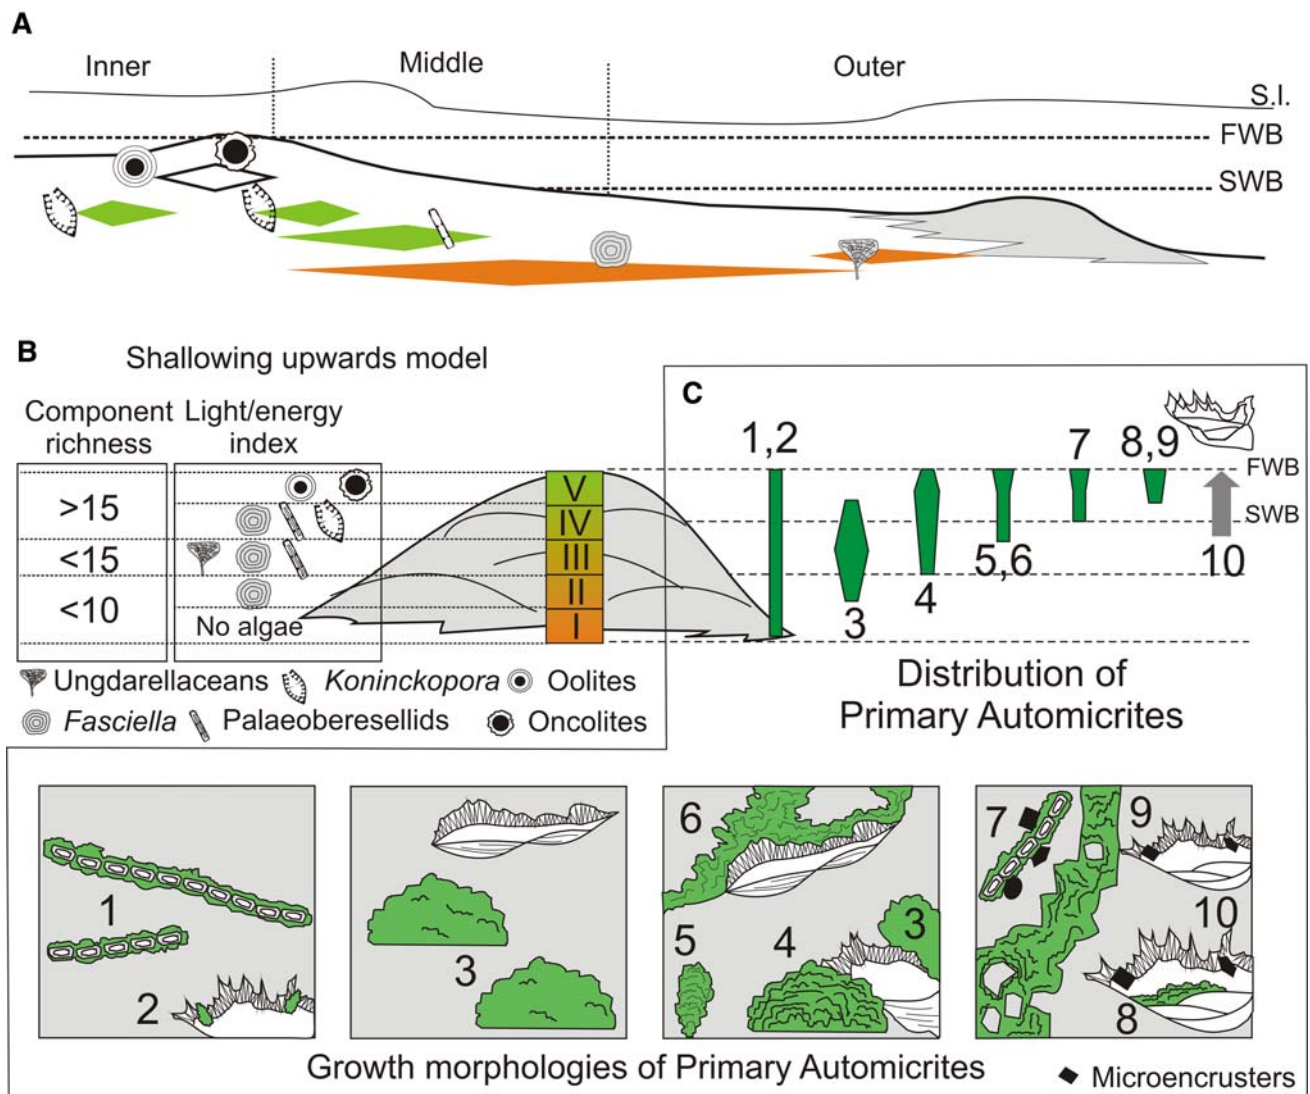 A
Inner
Middle
Outer
S.I.
FWB
SWB
B
Shallowing upwards model
Component
richness
Light/energy
index
>15
<15
<10
No algae
V
IV
III
II
I
Ungdarellaceans
Koninckopora
Oolites
Fasciella
Palaeoberesellids
Oncolites
C
1,2
3
4
5,6
7
8,9
10
FWB
SWB
Distribution of
Primary Automicrites
1
2
3
6
5
4
3
7
9
10
8
Growth morphologies of Primary Automicrites
Microencrusters